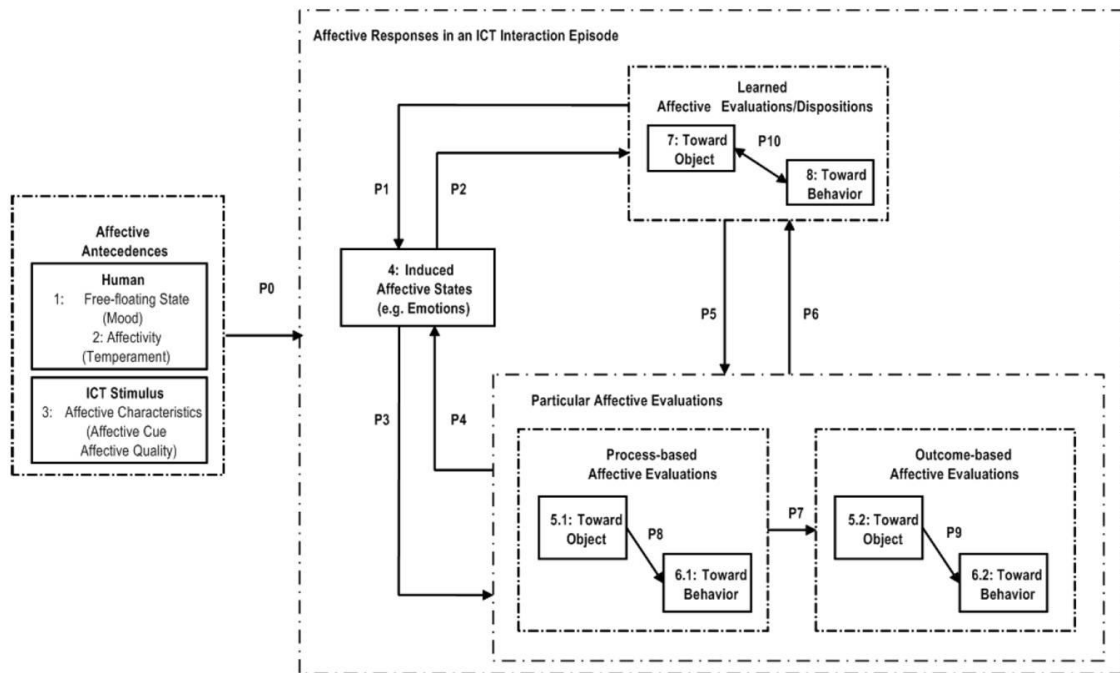 Affective Responses in an ICT Interaction Episode
Learned
Affective Evaluations/Dispositions
7: Toward
Object
P10
8: Toward
Behavior
P1
P2
Affective
Antecedences
Human
1: Free-floating State
(Mood)
2: Affectivity
(Temperament)
ICT Stimulus
3: Affective Characteristics
(Affective Cue
Affective Quality)
P0
4: Induced
Affective States
(e.g. Emotions)
P5
P6
P3
P4
Particular Affective Evaluations
Process-based
Affective Evaluations
5.1: Toward
Object
P8
6.1: Toward
Behavior
P7
Outcome-based
Affective Evaluations
5.2: Toward
Object
P9
6.2: Toward
Behavior